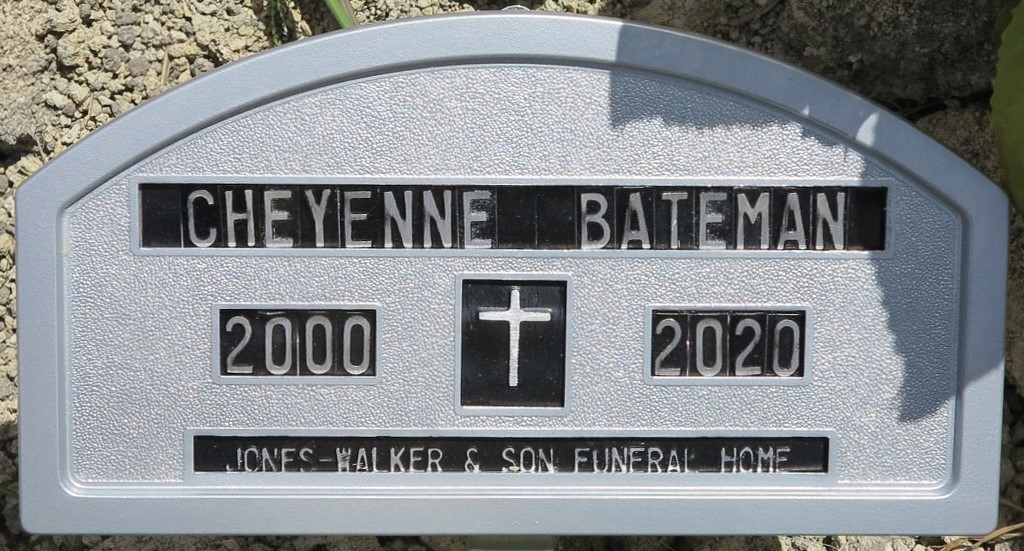 CHEYENNE BATEMAN
2000 2020
JONES-WALKER & SON FUNERAL HOME